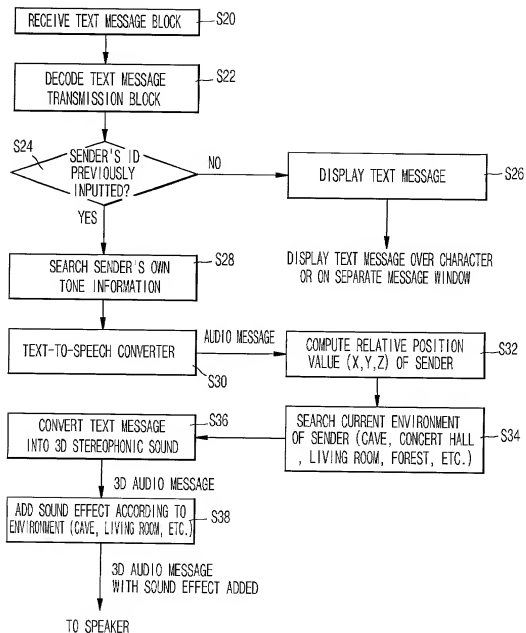 RECEIVE TEXT MESSAGE BLOCK
S20
DECODE TEXT MESSAGE
TRANSMISSION BLOCK
S22
S24
SENDER'S ID
PREVIOUSLY
INPUTTED?
NO
DISPLAY TEXT MESSAGE
S26
YES
DISPLAY TEXT MESSAGE OVER CHARACTER
OR ON SEPARATE MESSAGE WINDOW
SEARCH SENDER'S OWN
TONE INFORMATION
S28
TEXT-TO-SPEECH CONVERTER
S30
AUDIO MESSAGE
COMPUTE RELATIVE POSITION
VALUE (X,Y,Z) OF SENDER
S32
CONVERT TEXT MESSAGE
INTO 3D STEREOPHONIC SOUND
S36
SEARCH CURRENT ENVIRONMENT
OF SENDER (CAVE, CONCERT HALL
, LIVING ROOM, FOREST, ETC.)
S34
3D AUDIO MESSAGE
ADD SOUND EFFECT ACCORDING TO
ENVIRONMENT (CAVE, LIVING ROOM, ETC.)
S38
3D AUDIO MESSAGE
WITH SOUND EFFECT ADDED
TO SPEAKER